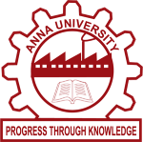 ANNA UNIVERSITY
PROGRESS THROUGH KNOWLEDGE